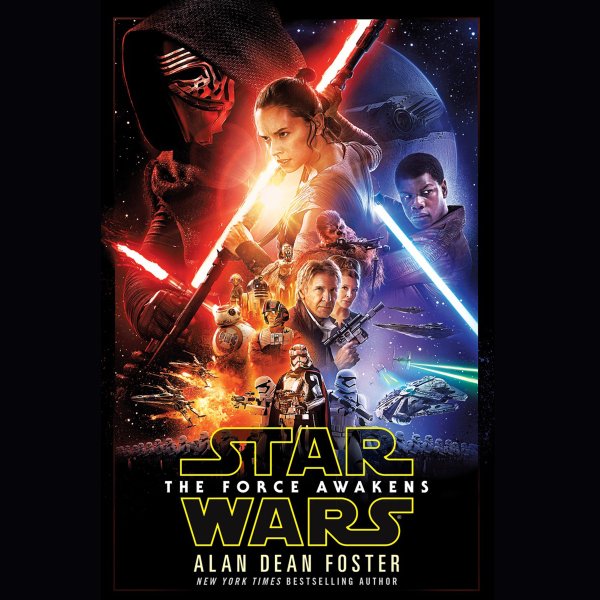 STAR
THE FORCE AWAKENS
WARS
ALAN DEAN FOSTER
NEW YORK TIMES BESTSELLING AUTHOR